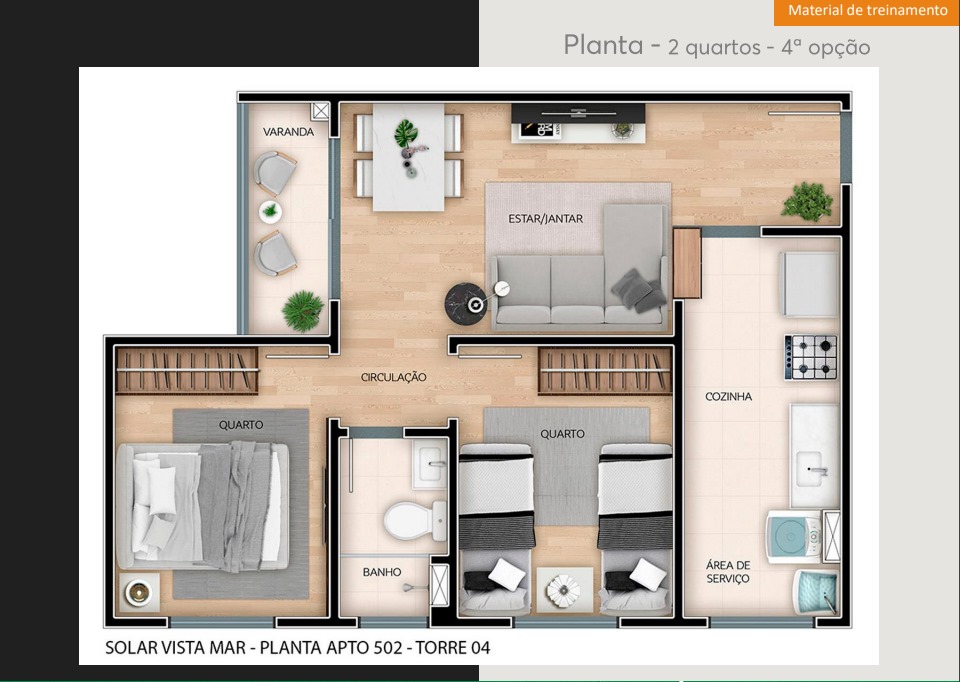 Material de treinamento
Planta - 2 quartos - 4ª opção
VARANDA
ESTAR/JANTAR
CIRCULAÇÃO
COZINHA
QUARTO
QUARTO
BANHO
ÁREA DE
SERVIÇO
SOLAR VISTA MAR - PLANTA APTO 502 - TORRE 04